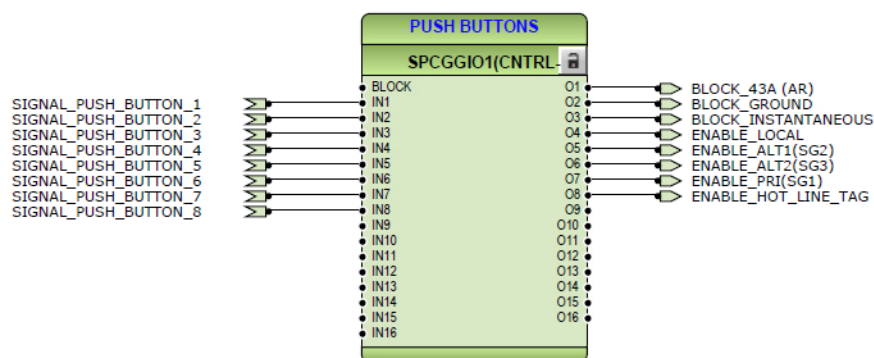 PUSH BUTTONS
SPCGGIO1(CNTRL-
BLOCK O1 BLOCK_43A (AR)
SIGNAL_PUSH_BUTTON_1 IN1 O2 BLOCK_GROUND
SIGNAL_PUSH_BUTTON_2 IN2 O3 BLOCK_INSTANTANEOUS
SIGNAL_PUSH_BUTTON_3 IN3 O4 ENABLE_LOCAL
SIGNAL_PUSH_BUTTON_4 IN4 O5 ENABLE_ALT1(SG2)
SIGNAL_PUSH_BUTTON_5 IN5 O6 ENABLE_ALT2(SG3)
SIGNAL_PUSH_BUTTON_6 IN6 O7 ENABLE_PRI(SG1)
SIGNAL_PUSH_BUTTON_7 IN7 O8 ENABLE_HOT_LINE_TAG
SIGNAL_PUSH_BUTTON_8 IN8 O9
IN9 O10
IN10 O11
IN11 O12
IN12 O13
IN13 O14
IN14 O15
IN15 O16
IN16